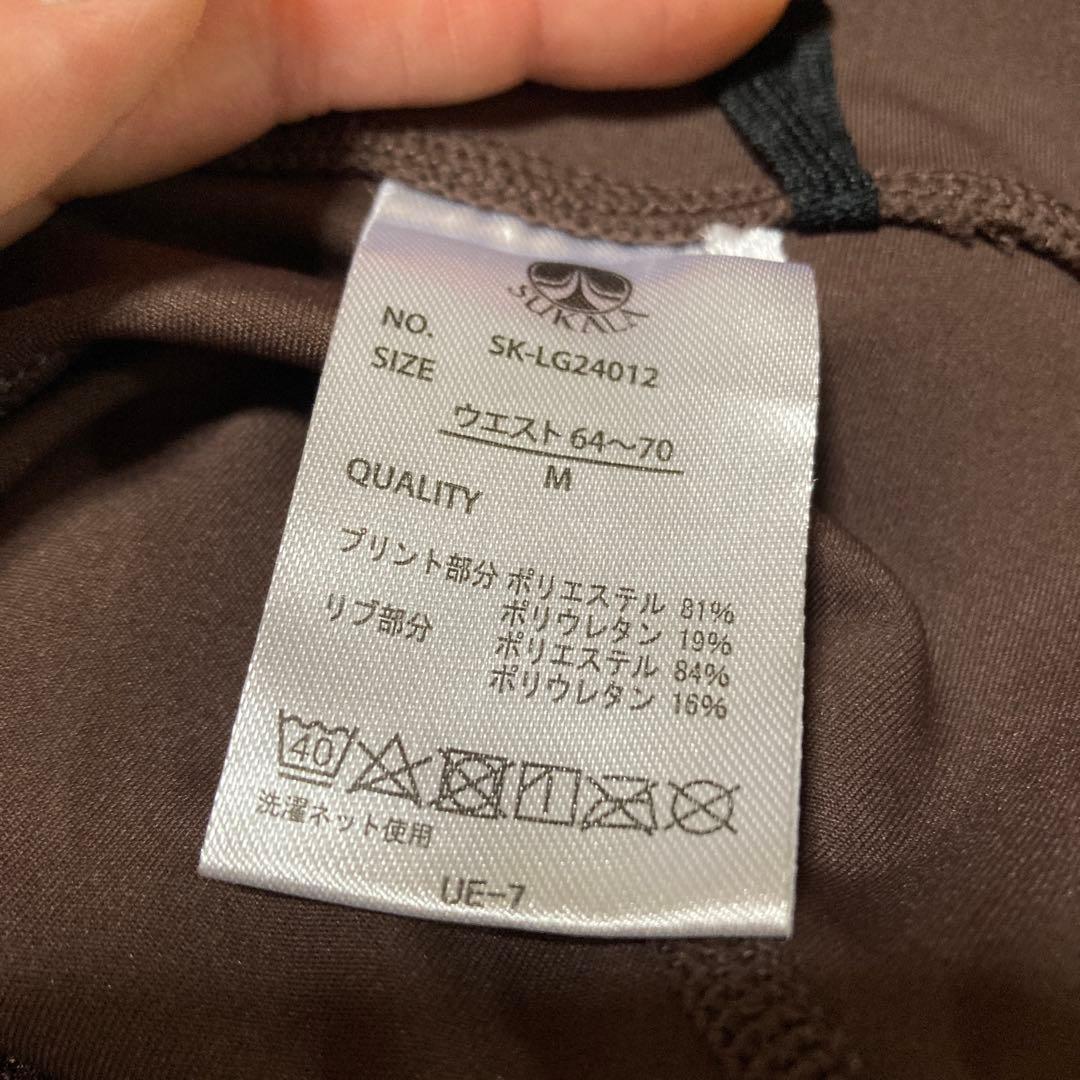 SUKALA
NO. SK-LG24012
SIZE
ウエスト 64～70
M
QUALITY
プリント部分 ポリエステル 81%
ポリウレタン 19%
リブ部分 ポリエステル 84%
ポリウレタン 16%
40
洗濯ネット使用
UE-7